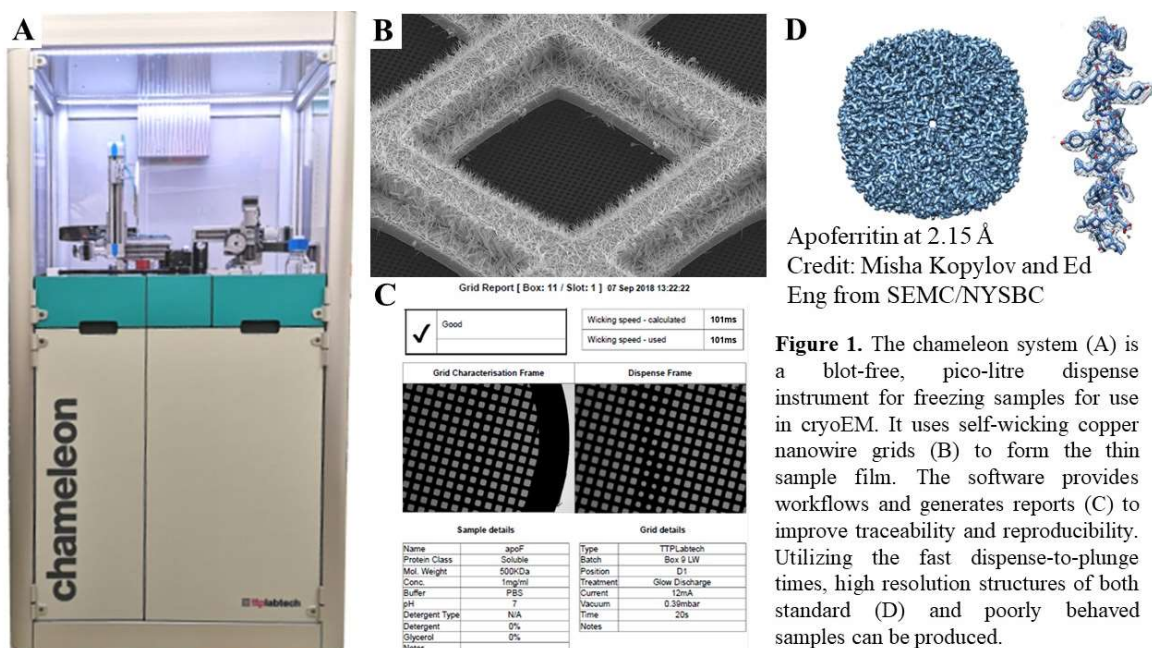 A
chameleon
ttplabtech
B
C
Grid Report [ Box: 11 / Slot: 1 ] 07 Sep 2018 13:22:22
Good
Wicking speed - calculated 101ms
Wicking speed - used 101ms
Grid Characterisation Frame
Dispense Frame
Sample details
Name apoF
Protein Class Soluble
Mol. Weight 500KDa
Conc. 1mg/ml
Buffer PBS
pH 7
Detergent Type N/A
Detergent 0%
Glycerol 0%
Notes
Grid details
Type TTPLabtech
Batch Box 9 LW
Position D1
Treatment Glow Discharge
Current 12mA
Vacuum 0.39mbar
Time 20s
Notes
D
Apoferritin at 2.15 Å
Credit: Misha Kopylov and Ed
Eng from SEMC/NYSBC
Figure 1. The chameleon system (A) is
a blot-free, pico-litre dispense
instrument for freezing samples for use
in cryoEM. It uses self-wicking copper
nanowire grids (B) to form the thin
sample film. The software provides
workflows and generates reports (C) to
improve traceability and reproducibility.
Utilizing the fast dispense-to-plunge
times, high resolution structures of both
standard (D) and poorly behaved
samples can be produced.